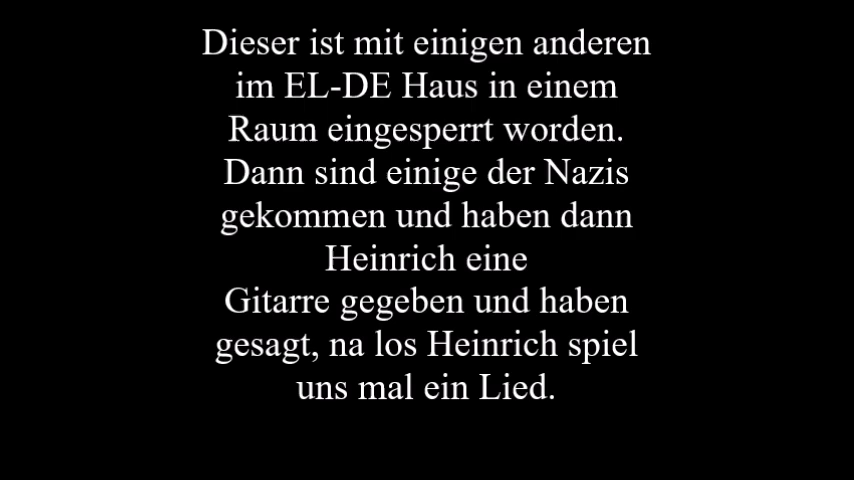 Dieser ist mit einigen anderen
im EL-DE Haus in einem
Raum eingesperrt worden.
Dann sind einige der Nazis
gekommen und haben dann
Heinrich eine
Gitarre gegeben und haben
gesagt, na los Heinrich spiel
uns mal ein Lied.